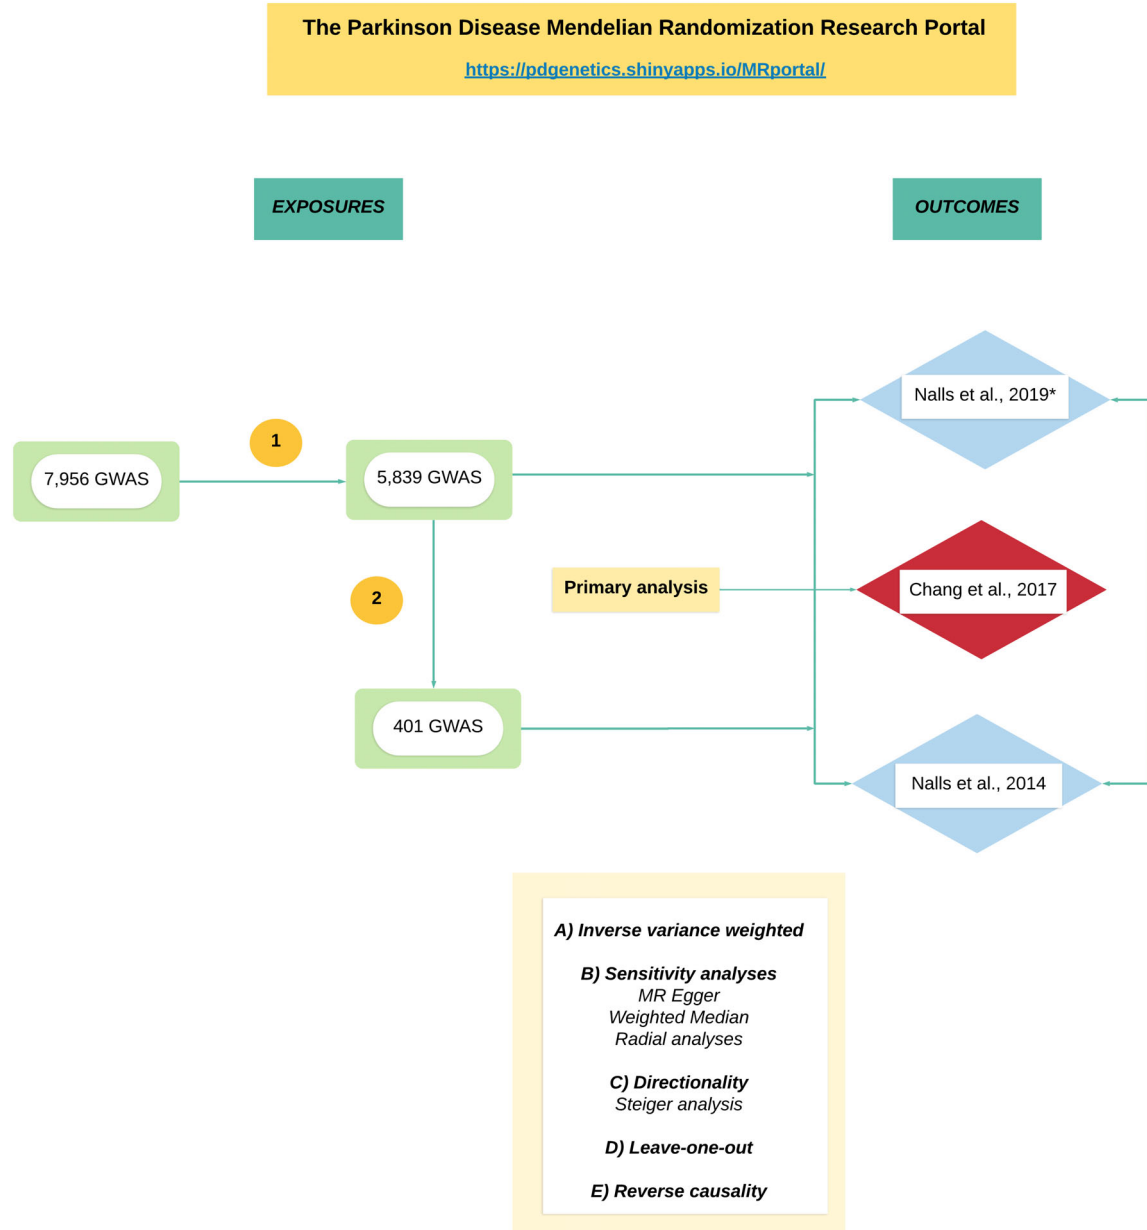 The Parkinson Disease Mendelian Randomization Research Portal
https://pdgenetics.shinyapps.io/MRportal/
EXPOSURES
OUTCOMES
Nalls et al., 2019*
1
7,956 GWAS
5,839 GWAS
2
Primary analysis
Chang et al., 2017
401 GWAS
Nalls et al., 2014
A) Inverse variance weighted
B) Sensitivity analyses
MR Egger
Weighted Median
Radial analyses
C) Directionality
Steiger analysis
D) Leave-one-out
E) Reverse causality